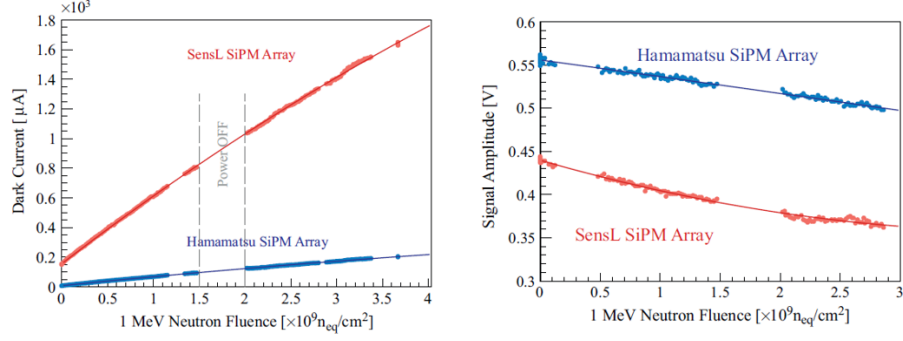 ×10³
1.8
1.6
1.4
1.2
1
0.8
0.6
0.4
0.2
0
Dark Current [ μA]
SensL SiPM Array
Power OFF
Hamamatsu SiPM Array
0 0.5 1 1.5 2 2.5 3 3.5 4
1 MeV Neutron Fluence [×10⁹nₑq/cm²]
0.6
0.55
0.5
0.45
0.4
0.35
0.3
Signal Amplitude [V]
Hamamatsu SiPM Array
SensL SiPM Array
0 0.5 1 1.5 2 2.5 3
1 MeV Neutron Fluence [×10⁹nₑq/cm²]